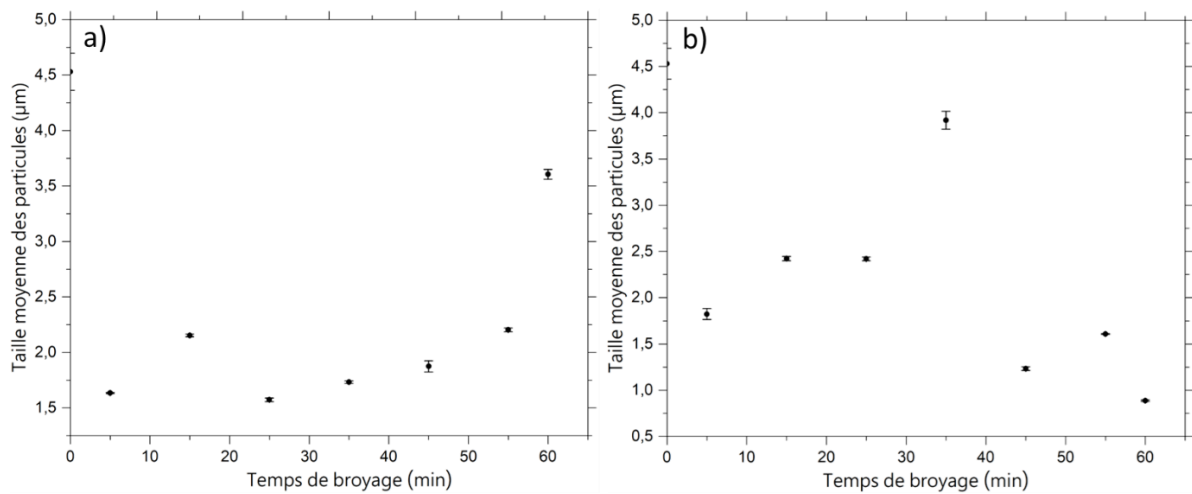 a)
Taille moyenne des particules (µm)
5,0
4,5
4,0
3,5
3,0
2,5
2,0
1,5
0 10 20 30 40 50 60
Temps de broyage (min)
b)
Taille moyenne des particules (µm)
5,0
4,5
4,0
3,5
3,0
2,5
2,0
1,5
1,0
0,5
0 10 20 30 40 50 60
Temps de broyage (min)